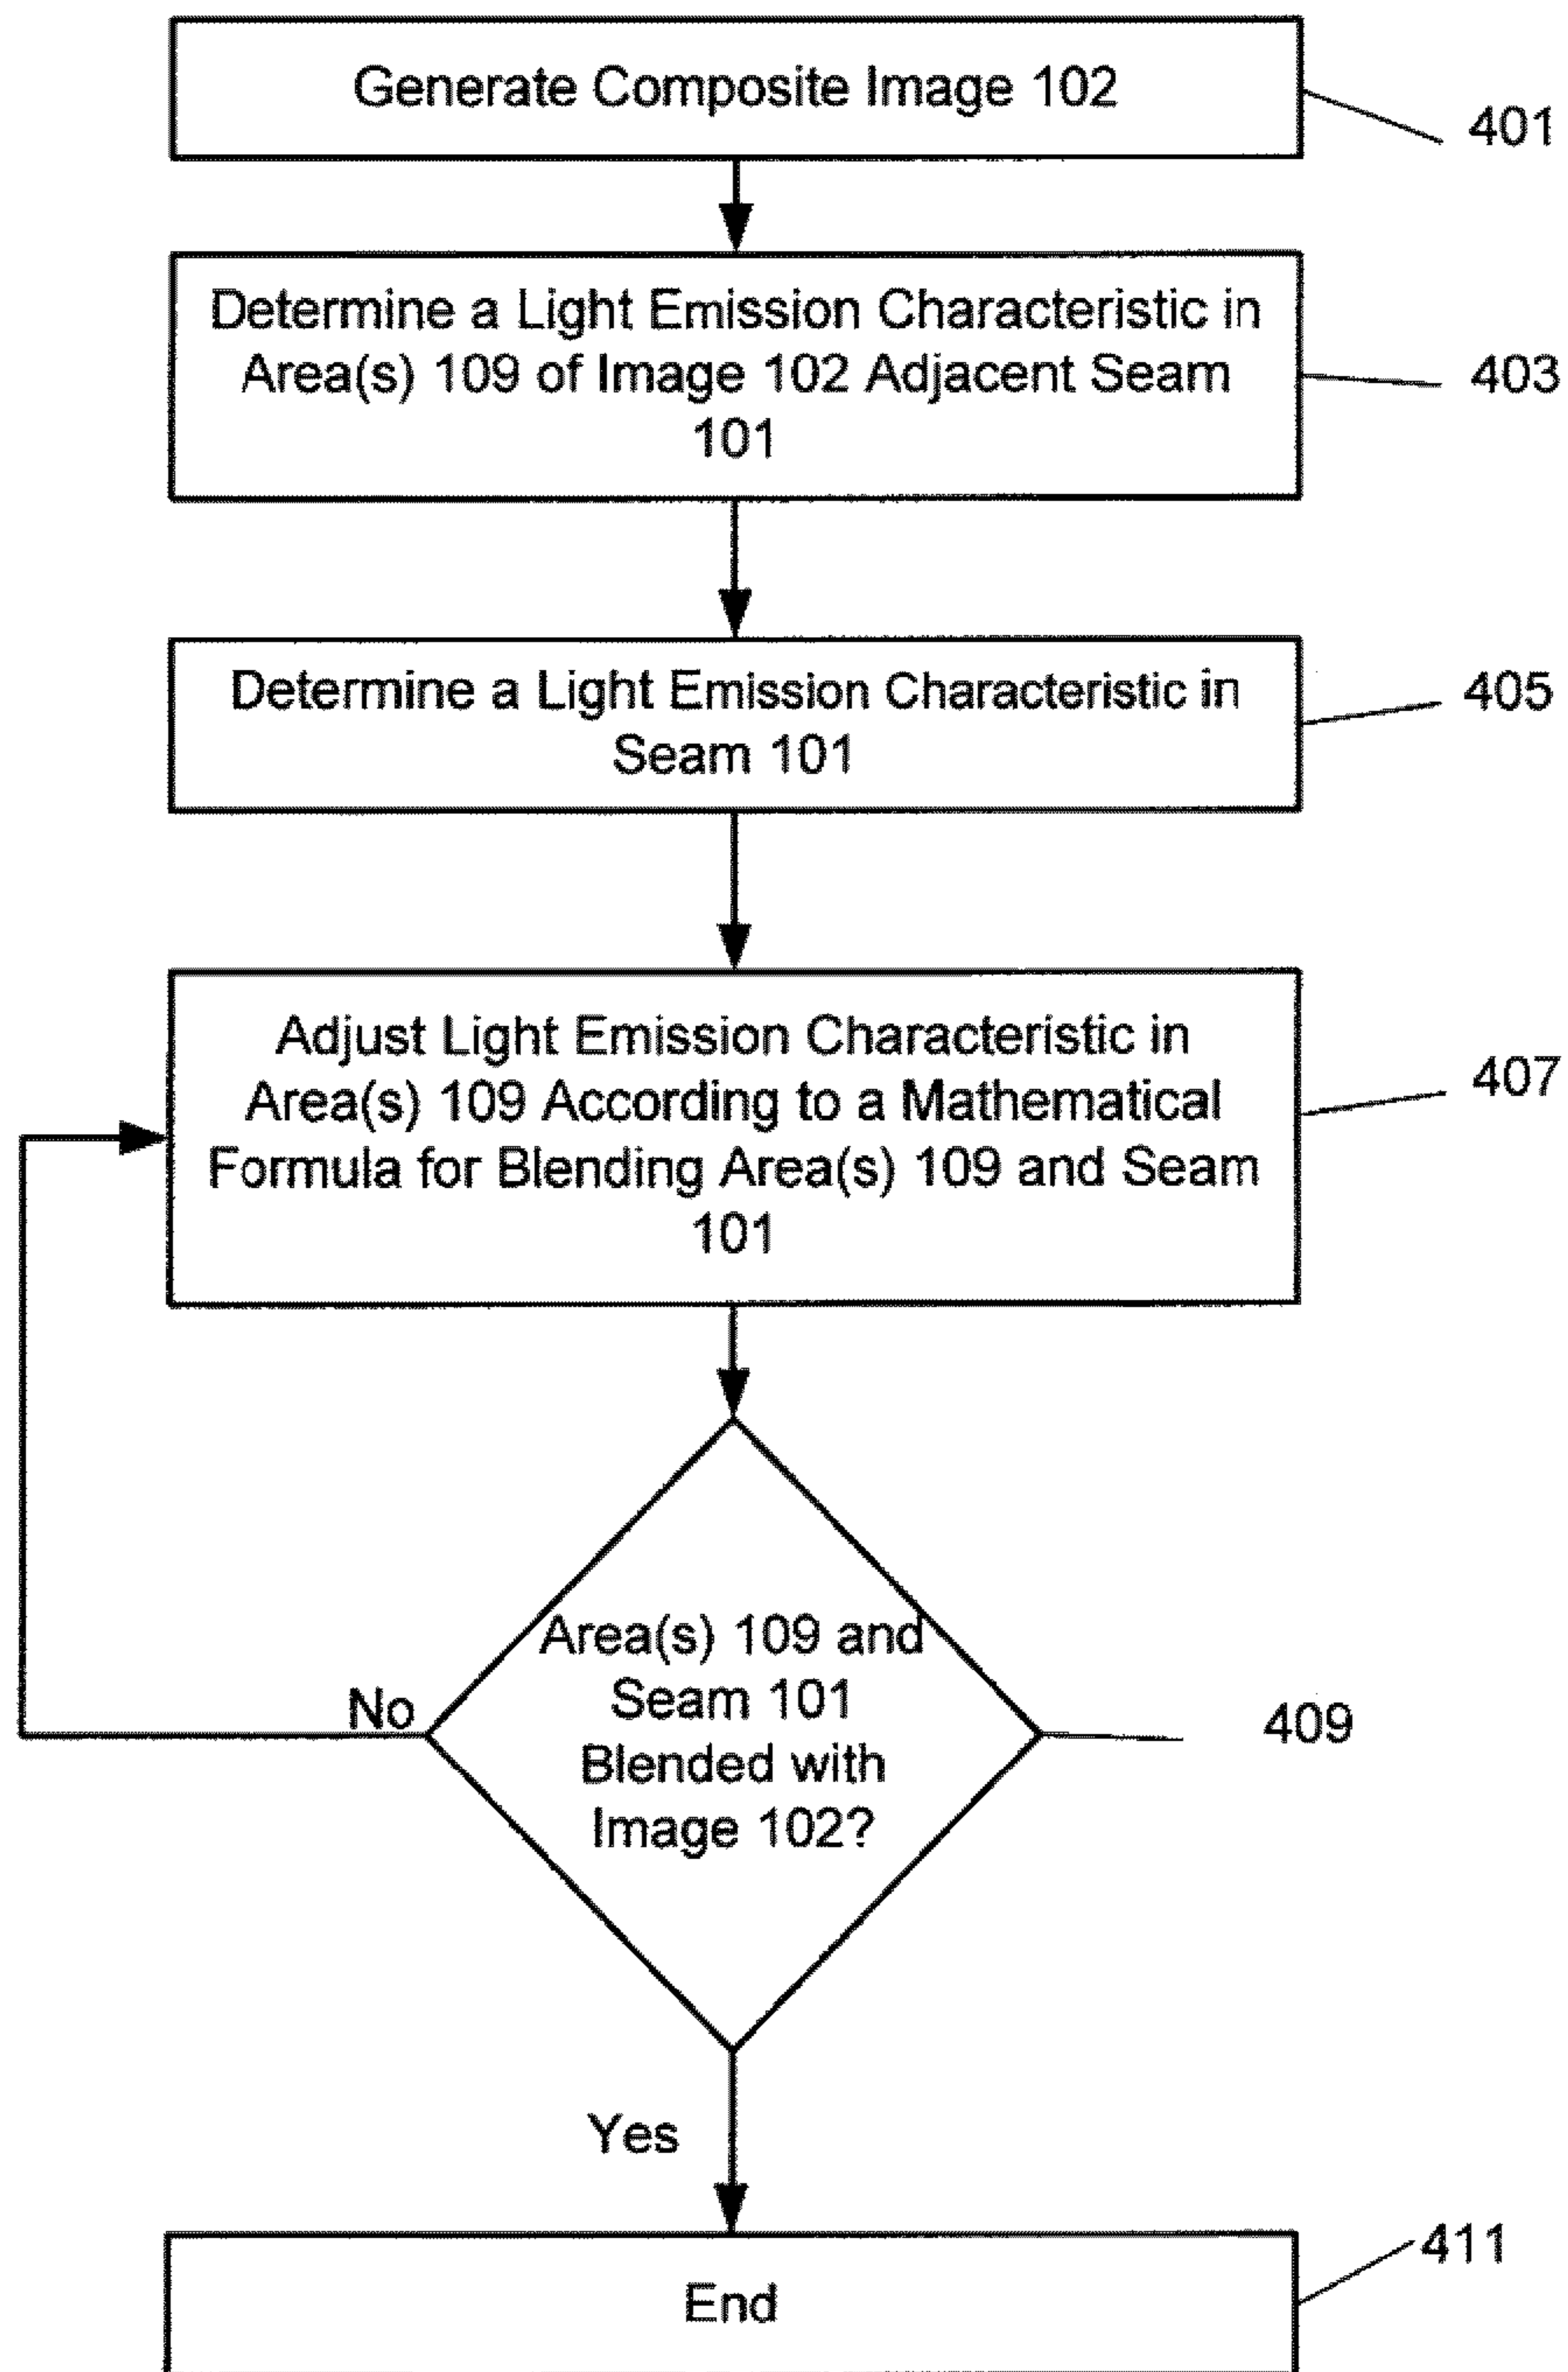 Generate Composite Image 102
401
Determine a Light Emission Characteristic in
Area(s) 109 of Image 102 Adjacent Seam
101
403
Determine a Light Emission Characteristic in
Seam 101
405
Adjust Light Emission Characteristic in
Area(s) 109 According to a Mathematical
Formula for Blending Area(s) 109 and Seam
101
407
Area(s) 109 and
Seam 101
Blended with
Image 102?
No
409
Yes
End
411